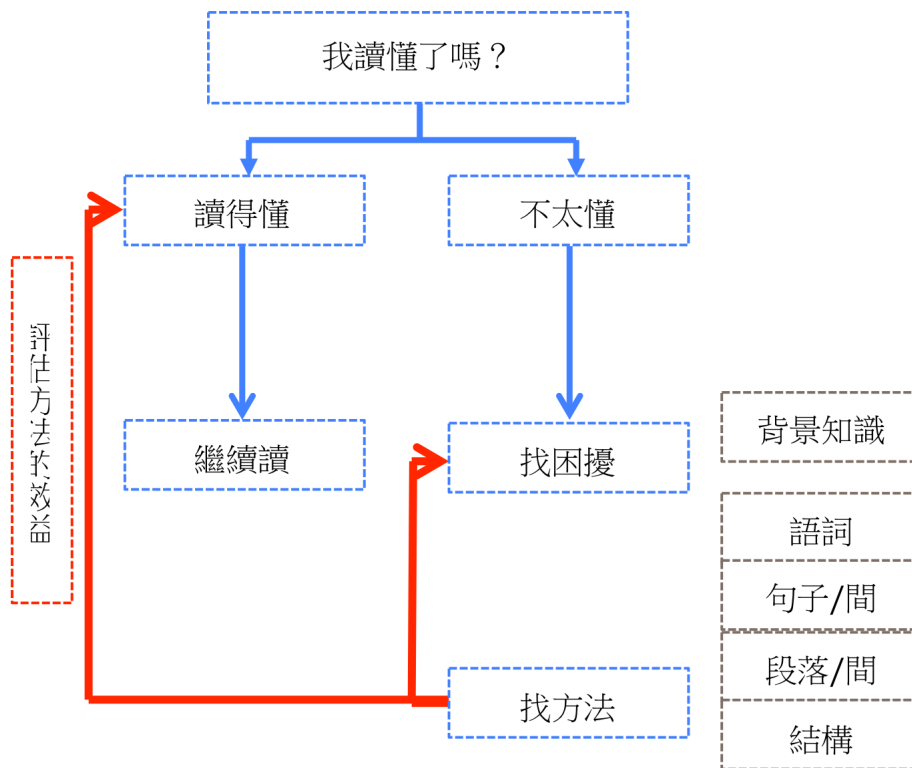 我讀懂了嗎？
讀得懂
不太懂
評估方法的效益
繼續讀
找困擾
背景知識
語詞
句子/間
段落/間
找方法
結構